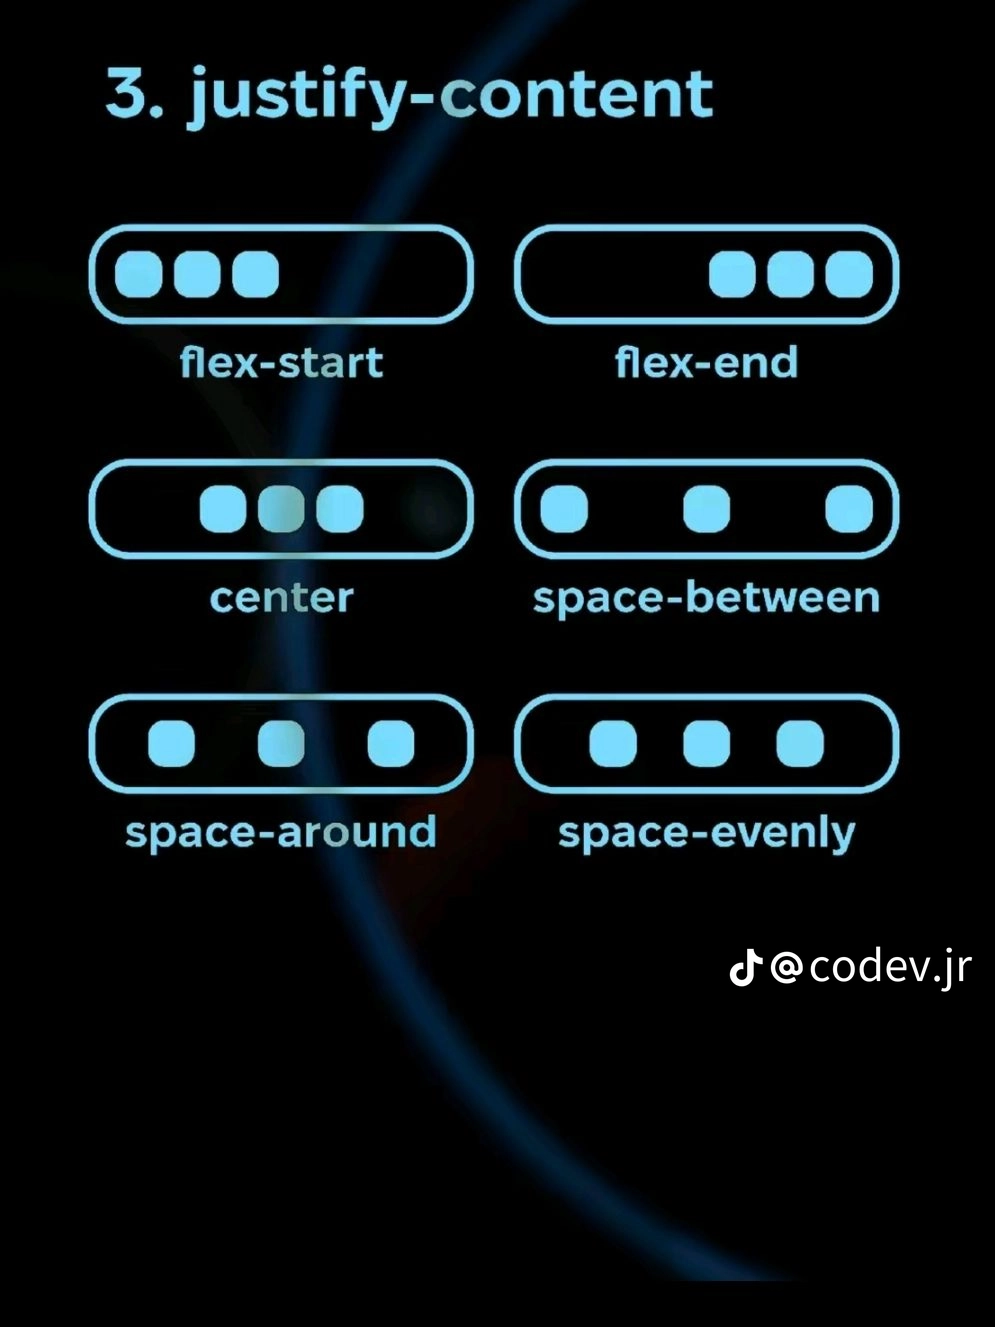 3. justify-content
flex-start
flex-end
center
space-between
space-around
space-evenly
@codev.jr